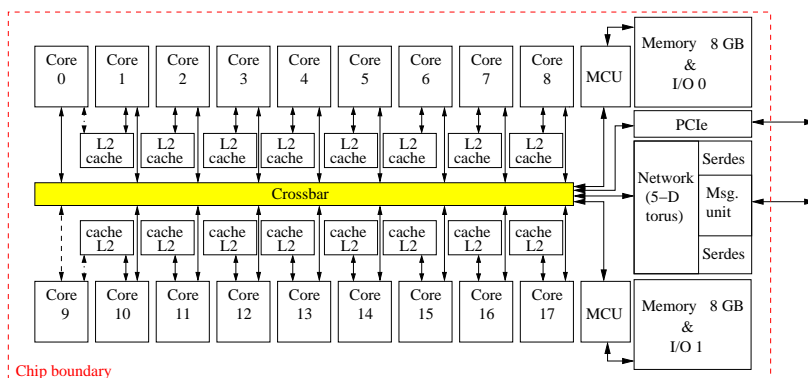 Core 0
Core 1
Core 2
Core 3
Core 4
Core 5
Core 6
Core 7
Core 8
MCU
Memory 8 GB
&
I/O 0
L2 cache
L2 cache
L2 cache
L2 cache
L2 cache
L2 cache
L2 cache
L2 cache
PCIe
Crossbar
Network
(5−D
torus)
Serdes
Msg.
unit
Serdes
cache L2
cache L2
cache L2
cache L2
cache L2
cache L2
cache L2
cache L2
Core 9
Core 10
Core 11
Core 12
Core 13
Core 14
Core 15
Core 16
Core 17
MCU
Memory 8 GB
&
I/O 1
Chip boundary